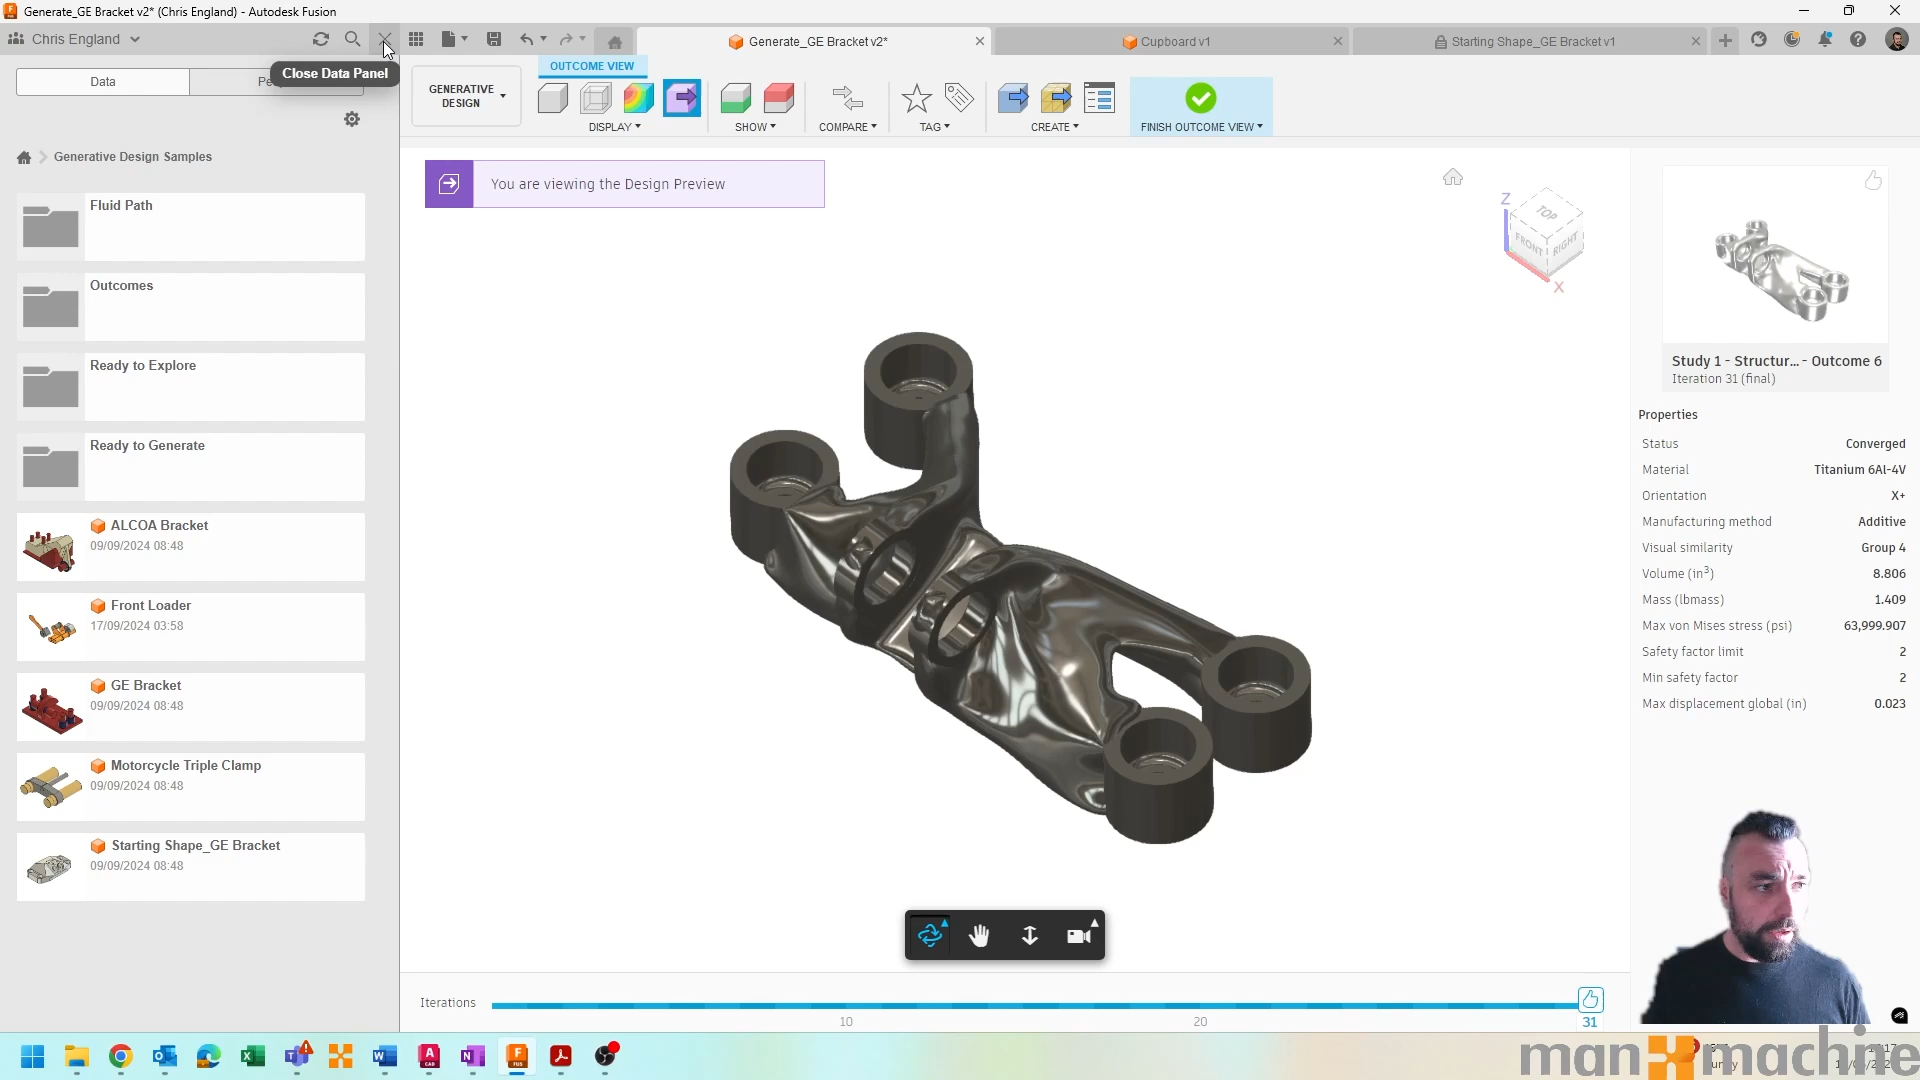 Generate_GE Bracket v2* (Chris England) - Autodesk Fusion
Chris England
Generate_GE Bracket v2*
Cupboard v1
Starting Shape_GE Bracket v1
Close Data Panel
Data
OUTCOME VIEW
GENERATIVE
DESIGN
DISPLAY
SHOW
COMPARE
TAG
CREATE
FINISH OUTCOME VIEW
Generative Design Samples
Fluid Path
Outcomes
Ready to Explore
Ready to Generate
ALCOA Bracket
09/09/2024 08:48
Front Loader
17/09/2024 03:58
GE Bracket
09/09/2024 08:48
Motorcycle Triple Clamp
09/09/2024 08:48
Starting Shape_GE Bracket
09/09/2024 08:48
You are viewing the Design Preview
Z
TOP
FRONT
RIGHT
X
Study 1 - Structur... - Outcome 6
Iteration 31 (final)
Properties
Status Converged
Material Titanium 6Al-4V
Orientation X+
Manufacturing method Additive
Visual similarity Group 4
Volume (in³) 8.806
Mass (lbmass) 1.409
Max von Mises stress (psi) 63,999.907
Safety factor limit 2
Min safety factor 2
Max displacement global (in) 0.023
Iterations
10
20
31
man machine